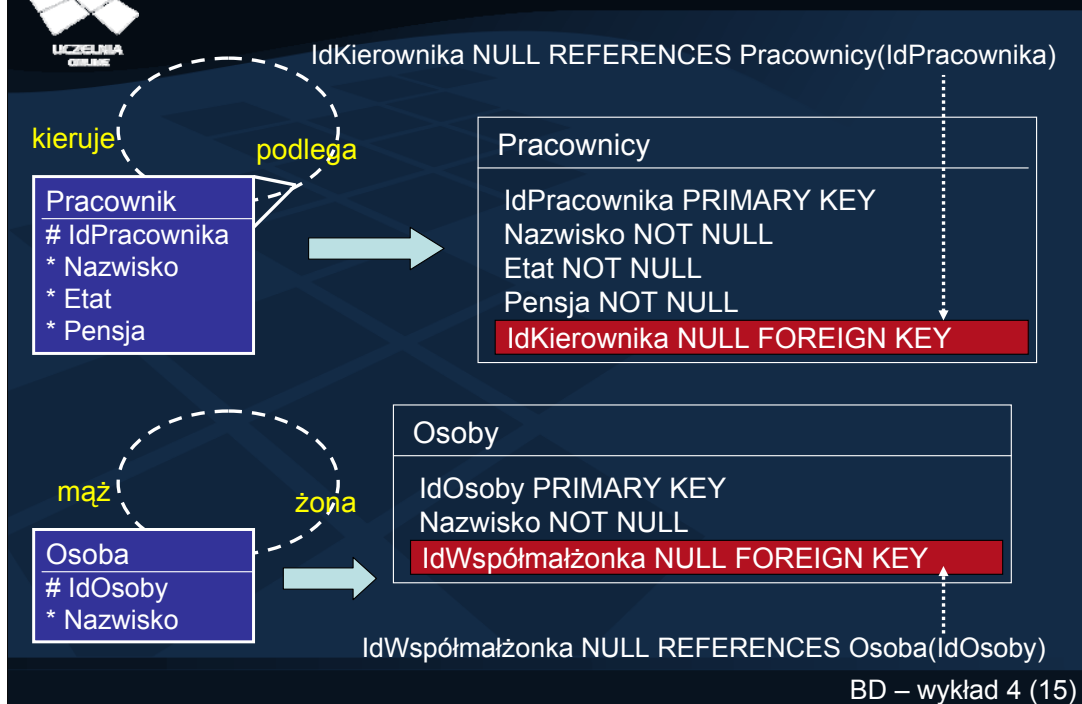 UCZELNIA
ONLINE
IdKierownika NULL REFERENCES Pracownicy(IdPracownika)
kieruje
podlega
Pracownik
# IdPracownika
* Nazwisko
* Etat
* Pensja
Pracownicy
IdPracownika PRIMARY KEY
Nazwisko NOT NULL
Etat NOT NULL
Pensja NOT NULL
IdKierownika NULL FOREIGN KEY
mąż
żona
Osoba
# IdOsoby
* Nazwisko
Osoby
IdOsoby PRIMARY KEY
Nazwisko NOT NULL
IdWspółmałżonka NULL FOREIGN KEY
IdWspółmałżonka NULL REFERENCES Osoba(IdOsoby)
BD – wykład 4 (15)